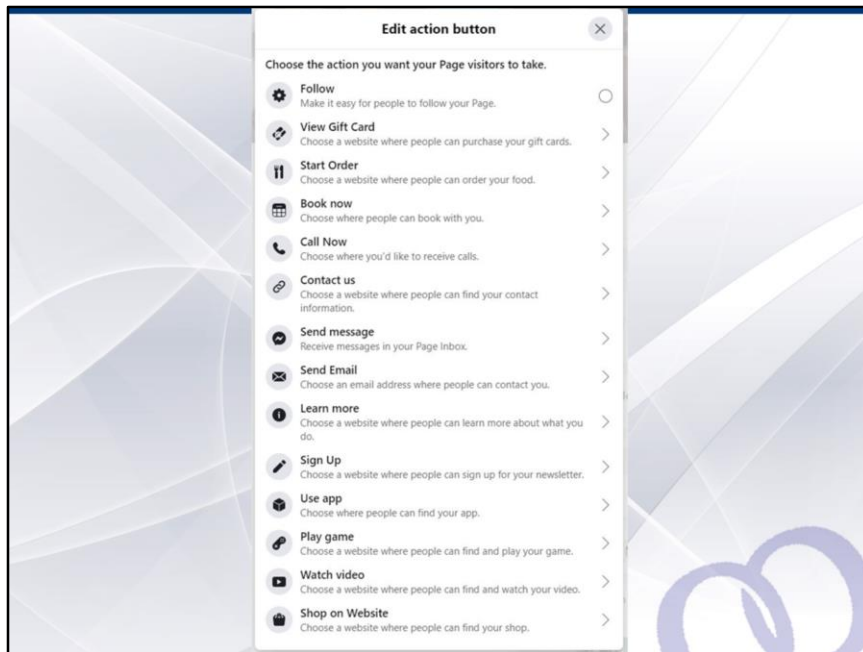 Edit action button
Choose the action you want your Page visitors to take.
Follow
Make it easy for people to follow your Page.
View Gift Card
Choose a website where people can purchase your gift cards.
Start Order
Choose a website where people can order your food.
Book now
Choose where people can book with you.
Call Now
Choose where you'd like to receive calls.
Contact us
Choose a website where people can find your contact
information.
Send message
Receive messages in your Page Inbox.
Send Email
Choose an email address where people can contact you.
Learn more
Choose a website where people can learn more about what you
do.
Sign Up
Choose a website where people can sign up for your newsletter.
Use app
Choose where people can find your app.
Play game
Choose a website where people can find and play your game.
Watch video
Choose a website where people can find and watch your video.
Shop on Website
Choose a website where people can find your shop.